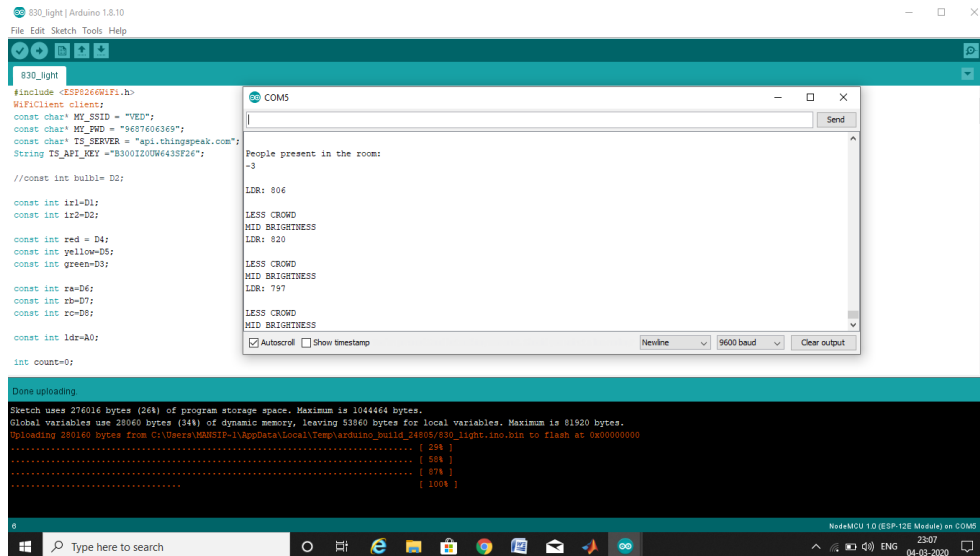 830_light | Arduino 1.8.10
File Edit Sketch Tools Help
830_light
#include <ESP8266WiFi.h>
WiFiClient client;
const char* MY_SSID = "VED";
const char* MY_PWD = "9687606369";
const char* TS_SERVER = "api.thingspeak.com";
String TS_API_KEY ="B300IZ0UW643SF26";
//const int bulb1= D2;
const int ir1=D1;
const int ir2=D2;
const int red = D4;
const int yellow=D5;
const int green=D3;
const int ra=D6;
const int rb=D7;
const int rc=D8;
const int ldr=A0;
int count=0;
COM5
Send
People present in the room:
-3
LDR: 806
LESS CROWD
MID BRIGHTNESS
LDR: 820
LESS CROWD
MID BRIGHTNESS
LDR: 797
LESS CROWD
MID BRIGHTNESS
Autoscroll Show timestamp Newline 9600 baud Clear output
Done uploading.
Sketch uses 276016 bytes (26%) of program storage space. Maximum is 1044464 bytes.
Global variables use 28060 bytes (34%) of dynamic memory, leaving 53860 bytes for local variables. Maximum is 81920 bytes.
Uploading 280160 bytes from C:\Users\MANSIP~1\AppData\Local\Temp\arduino_build_24805/830_light.ino.bin to flash at 0x00000000
................................................................................ [ 29% ]
................................................................................ [ 58% ]
................................................................................ [ 87% ]
.................................. [ 100% ]
6 NodeMCU 1.0 (ESP-12E Module) on COM5
Type here to search
ENG
23:07
04-03-2020